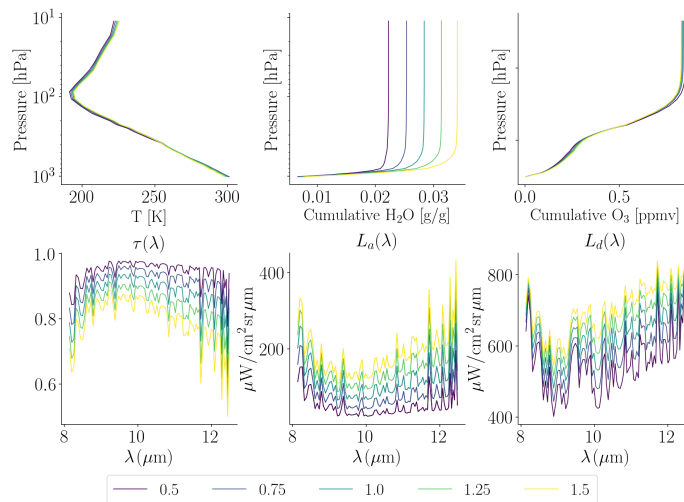 10¹
10²
10³
Pressure [hPa]
200 250 300
T [K]
Pressure [hPa]
0.01 0.02 0.03
Cumulative H₂O [g/g]
Pressure [hPa]
0.0 0.5
Cumulative O₃ [ppmv]
τ(λ)
1.0
0.8
0.6
8 10 12
λ(μm)
L_a(λ)
μW/cm² sr μm
400
200
8 10 12
λ(μm)
L_d(λ)
μW/cm² sr μm
800
600
400
8 10 12
λ(μm)
0.5 0.75 1.0 1.25 1.5